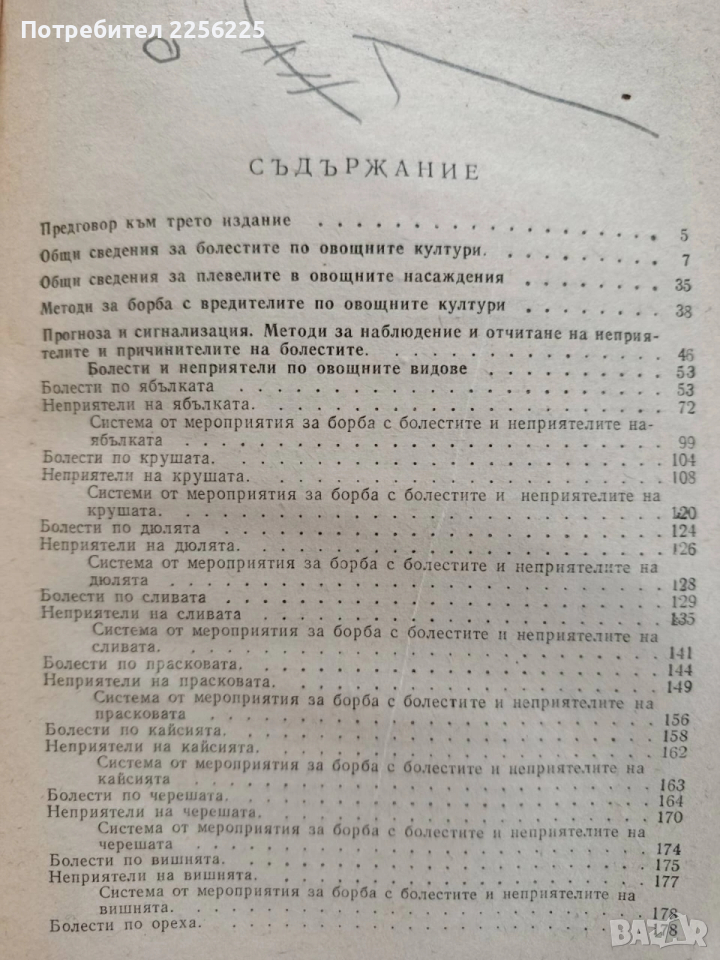 Потребител 2256225
СЪДЪРЖАНИЕ
Предговор към трето издание . . . . . . . . . . . . . . 5
Общи сведения за болестите по овощните култури. . . . . . . 7
Общи сведения за плевелите в овощните насаждения . . . . . . 35
Методи за борба с вредителите по овощните култури . . . . . . 38
Прогноза и сигнализация. Методи за наблюдение и отчитане на неприя-
телите и причинителите на болестите. . . . . . . . . . . . 46
Болести и неприятели по овощните видове . . . . . . . . 53
Болести по ябълката . . . . . . . . . . . . . . . . 53
Неприятели на ябълката. . . . . . . . . . . . . . . . 72
Система от мероприятия за борба с болестите и неприятелите на-
ябълката . . . . . . . . . . . . . . . . . . 99
Болести по крушата. . . . . . . . . . . . . . . . . 104
Неприятели на крушата. . . . . . . . . . . . . . . . 108
Системи от мероприятия за борба с болестите и неприятелите на
крушата. . . . . . . . . . . . . . . . . . . 120
Болести по дюлята . . . . . . . . . . . . . . . . . 124
Неприятели на дюлята. . . . . . . . . . . . . . . . . 126
Система от мероприятия за борба с болестите и неприятелите на
дюлята . . . . . . . . . . . . . . . . . . . 128
Болести по сливата . . . . . . . . . . . . . . . . . 129
Неприятели на сливата . . . . . . . . . . . . . . . . 135
Система от мероприятия за борба с болестите и неприятелите на
сливата. . . . . . . . . . . . . . . . . . . 141
Болести по прасковата. . . . . . . . . . . . . . . . 144
Неприятели на прасковата. . . . . . . . . . . . . . . 149
Система от мероприятия за борба с болестите и неприятелите на
прасковата . . . . . . . . . . . . . . . . . 156
Болести по кайсията. . . . . . . . . . . . . . . . . 158
Неприятели на кайсията. . . . . . . . . . . . . . . . 162
Система от мероприятия за борба с болестите и неприятелите на
кайсията . . . . . . . . . . . . . . . . . . 163
Болести по черешата. . . . . . . . . . . . . . . . . 164
Неприятели на черешата. . . . . . . . . . . . . . . . 170
Система от мероприятия за борба с болестите и неприятелите на
черешата . . . . . . . . . . . . . . . . . . 174
Болести по вишнята. . . . . . . . . . . . . . . . . 175
Неприятели на вишнята. . . . . . . . . . . . . . . . 177
Система от мероприятия за борба с болестите и неприятелите на
вишнята. . . . . . . . . . . . . . . . . . . 178
Болести по ореха. . . . . . . . . . . . . . . . . . 178
BAZAR